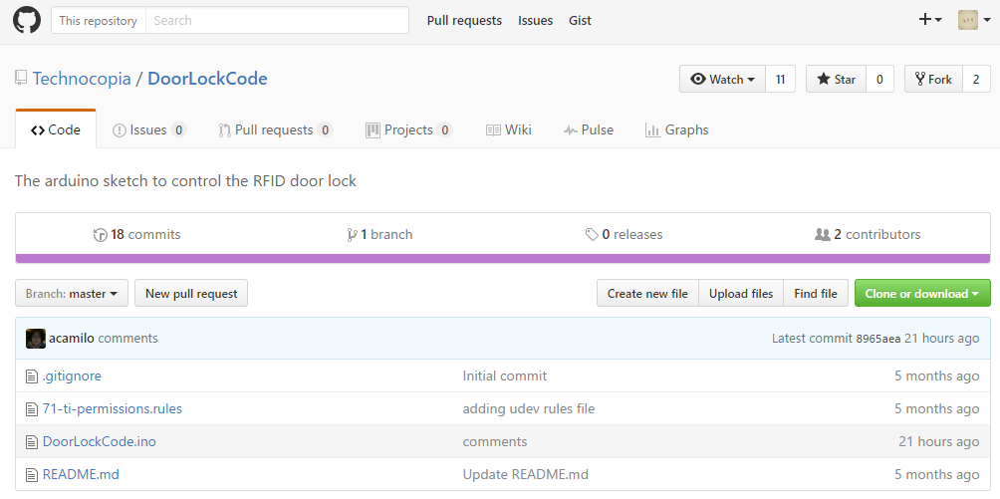 This repository Search Pull requests Issues Gist
Technocopia / DoorLockCode Watch 11 Star 0 Fork 2
Code Issues 0 Pull requests 0 Projects 0 Wiki Pulse Graphs
The arduino sketch to control the RFID door lock
18 commits 1 branch 0 releases 2 contributors
Branch: master New pull request Create new file Upload files Find file Clone or download
acamilo comments Latest commit 8965aea 21 hours ago
.gitignore Initial commit 5 months ago
71-ti-permissions.rules adding udev rules file 5 months ago
DoorLockCode.ino comments 21 hours ago
README.md Update README.md 5 months ago